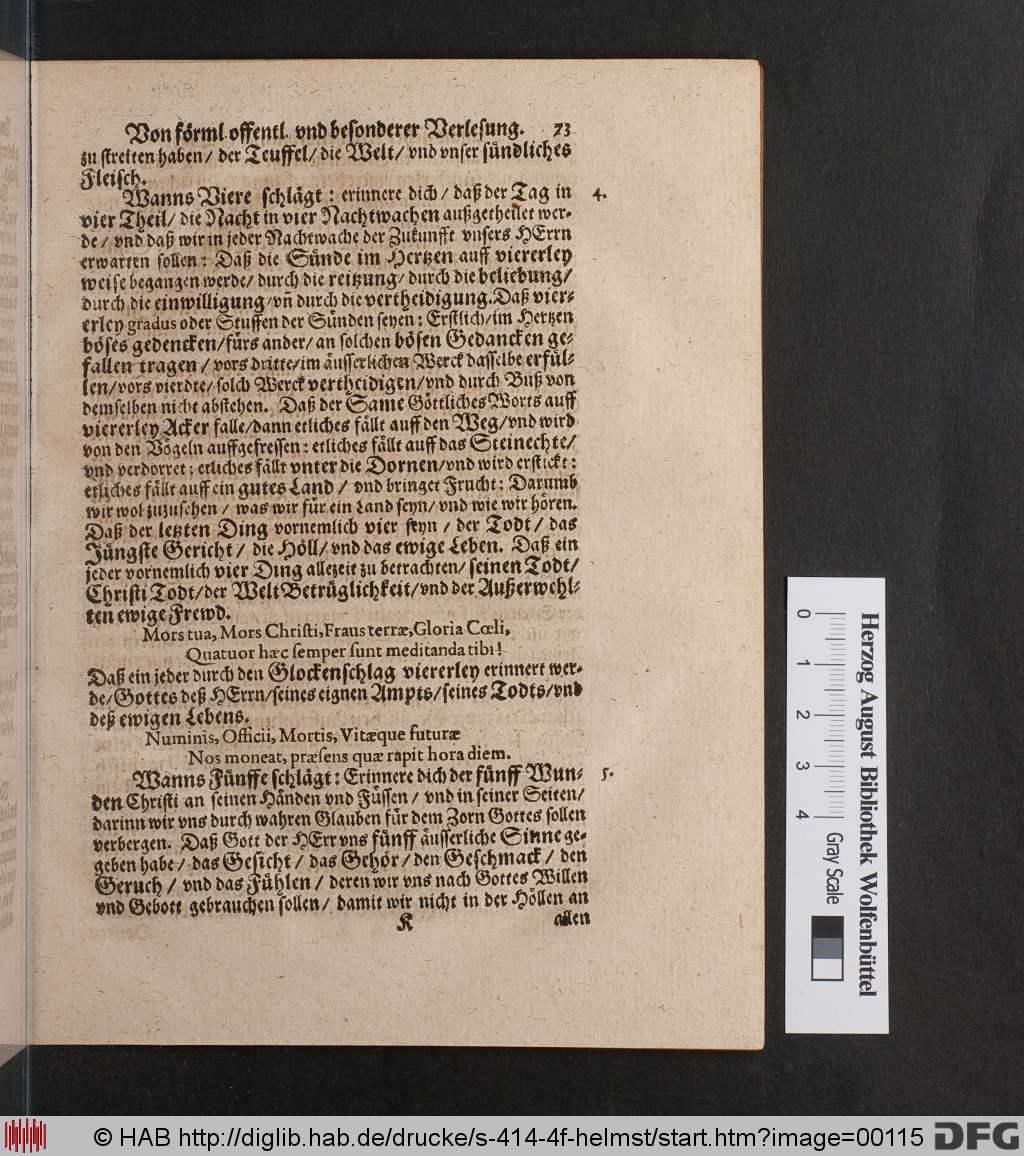 Von förml. offentl. vnd besonderer Verlesung. 73
zu streiten haben/ der Teuffel/ die Welt/ vnd vnser sündliches
Fleisch.
Wanns Viere schlägt: erinnere dich/ daß der Tag in 4.
vier Theil/ die Nacht in vier Nachtwachen außgetheilet wer-
de/ vnd daß wir in jeder Nachtwache der Zukunfft vnsers HErrn
erwarten sollen: Daß die Sünde im Hertzen auff viererley
weise begangen werde/ durch die reitzung/ durch die beliebung/
durch die einwilligung/ vn̄ durch die vertheidigung. Daß vier-
erley gradus oder Stuffen der Sünden seyen: Erstlich/ im Hertzen
böses gedencken/ fürs ander/ an solchen bösen Gedancken ge-
fallen tragen/ vors dritte/ im äusserlichen Werck dasselbe erfül-
len/ vors vierdte/ solch Werck vertheidigen/ vnd durch Buß von
demselben nicht abstehen. Daß der Same Göttliches Worts auff
viererley Acker falle/ dann etliches fällt auff den Weg/ vnd wird
von den Vögeln auffgefressen: etliches fällt auff das Steinechte/
vnd verdorret: etliches fällt vnter die Dornen/ vnd wird erstickt:
etliches fällt auff ein gutes Land/ vnd bringet Frucht: Darumb
wir wol zuzusehen/ was wir für ein Land seyn/ vnd wie wir hören.
Daß der letzten Ding vornemlich vier seyn/ der Todt/ das
Jüngste Gericht/ die Höll/ vnd das ewige Leben. Daß ein
jeder vornemlich vier Ding allezeit zu betrachten/ seinen Todt/
Christi Todt/ der Welt Betrüglichkeit/ vnd der Außerwehl-
ten ewige Frewd.
Mors tua, Mors Christi, Fraus terræ, Gloria Cœli,
Quatuor hæc semper sunt meditanda tibi!
Daß ein jeder durch den Glockenschlag viererley erinnert wer-
de/ Gottes deß HErrn/ seines eignen Ampts/ seines Todts/ vnd
deß ewigen Lebens.
Numinis, Officii, Mortis, Vitæque futuræ
Nos moneat, præsens quæ rapit hora diem.
Wanns Fünffe schlägt: Erinnere dich der fünff Wun- 5.
den Christi an seinen Händen vnd Füssen/ vnd in seiner Seiten/
darinn wir vns durch wahren Glauben für dem Zorn Gottes sollen
verbergen. Daß Gott der HErr vns fünff äusserliche Sinne ge-
geben habe/ das Gesicht/ das Gehör/ den Geschmack/ den
Geruch/ vnd das Fühlen/ deren wir vns nach Gottes Willen
vnd Gebott gebrauchen sollen/ damit wir nicht in der Höllen an
K allen
0 1 2 3 4
Gray Scale
Herzog August Bibliothek Wolfenbüttel
© HAB http://diglib.hab.de/drucke/s-414-4f-helmst/start.htm?image=00115 DFG